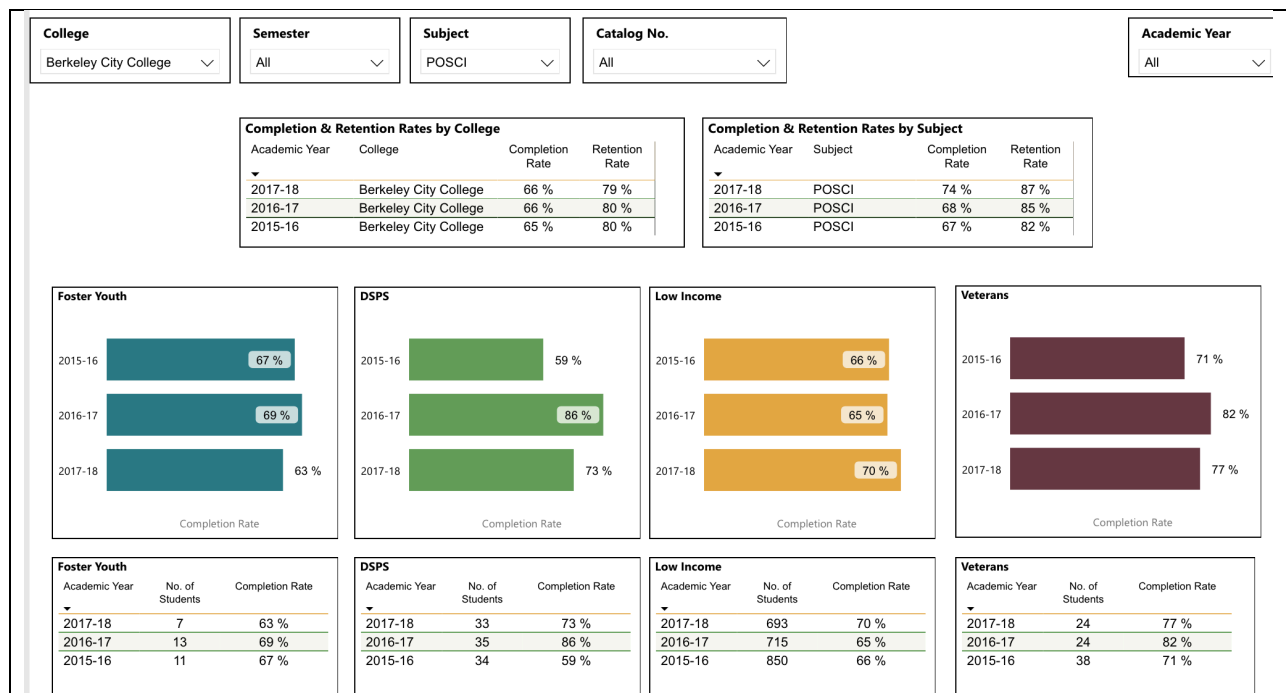 College Semester Subject Catalog No. Academic Year
Berkeley City College All POSCI All All
Completion & Retention Rates by College
Academic Year College Completion Rate Retention Rate
2017-18 Berkeley City College 66 % 79 %
2016-17 Berkeley City College 66 % 80 %
2015-16 Berkeley City College 65 % 80 %
Completion & Retention Rates by Subject
Academic Year Subject Completion Rate Retention Rate
2017-18 POSCI 74 % 87 %
2016-17 POSCI 68 % 85 %
2015-16 POSCI 67 % 82 %
Foster Youth
2015-16 67 %
2016-17 69 %
2017-18 63 %
Completion Rate
DSPS
2015-16 59 %
2016-17 86 %
2017-18 73 %
Completion Rate
Low Income
2015-16 66 %
2016-17 65 %
2017-18 70 %
Completion Rate
Veterans
2015-16 71 %
2016-17 82 %
2017-18 77 %
Completion Rate
Foster Youth
Academic Year No. of Students Completion Rate
2017-18 7 63 %
2016-17 13 69 %
2015-16 11 67 %
DSPS
Academic Year No. of Students Completion Rate
2017-18 33 73 %
2016-17 35 86 %
2015-16 34 59 %
Low Income
Academic Year No. of Students Completion Rate
2017-18 693 70 %
2016-17 715 65 %
2015-16 850 66 %
Veterans
Academic Year No. of Students Completion Rate
2017-18 24 77 %
2016-17 24 82 %
2015-16 38 71 %